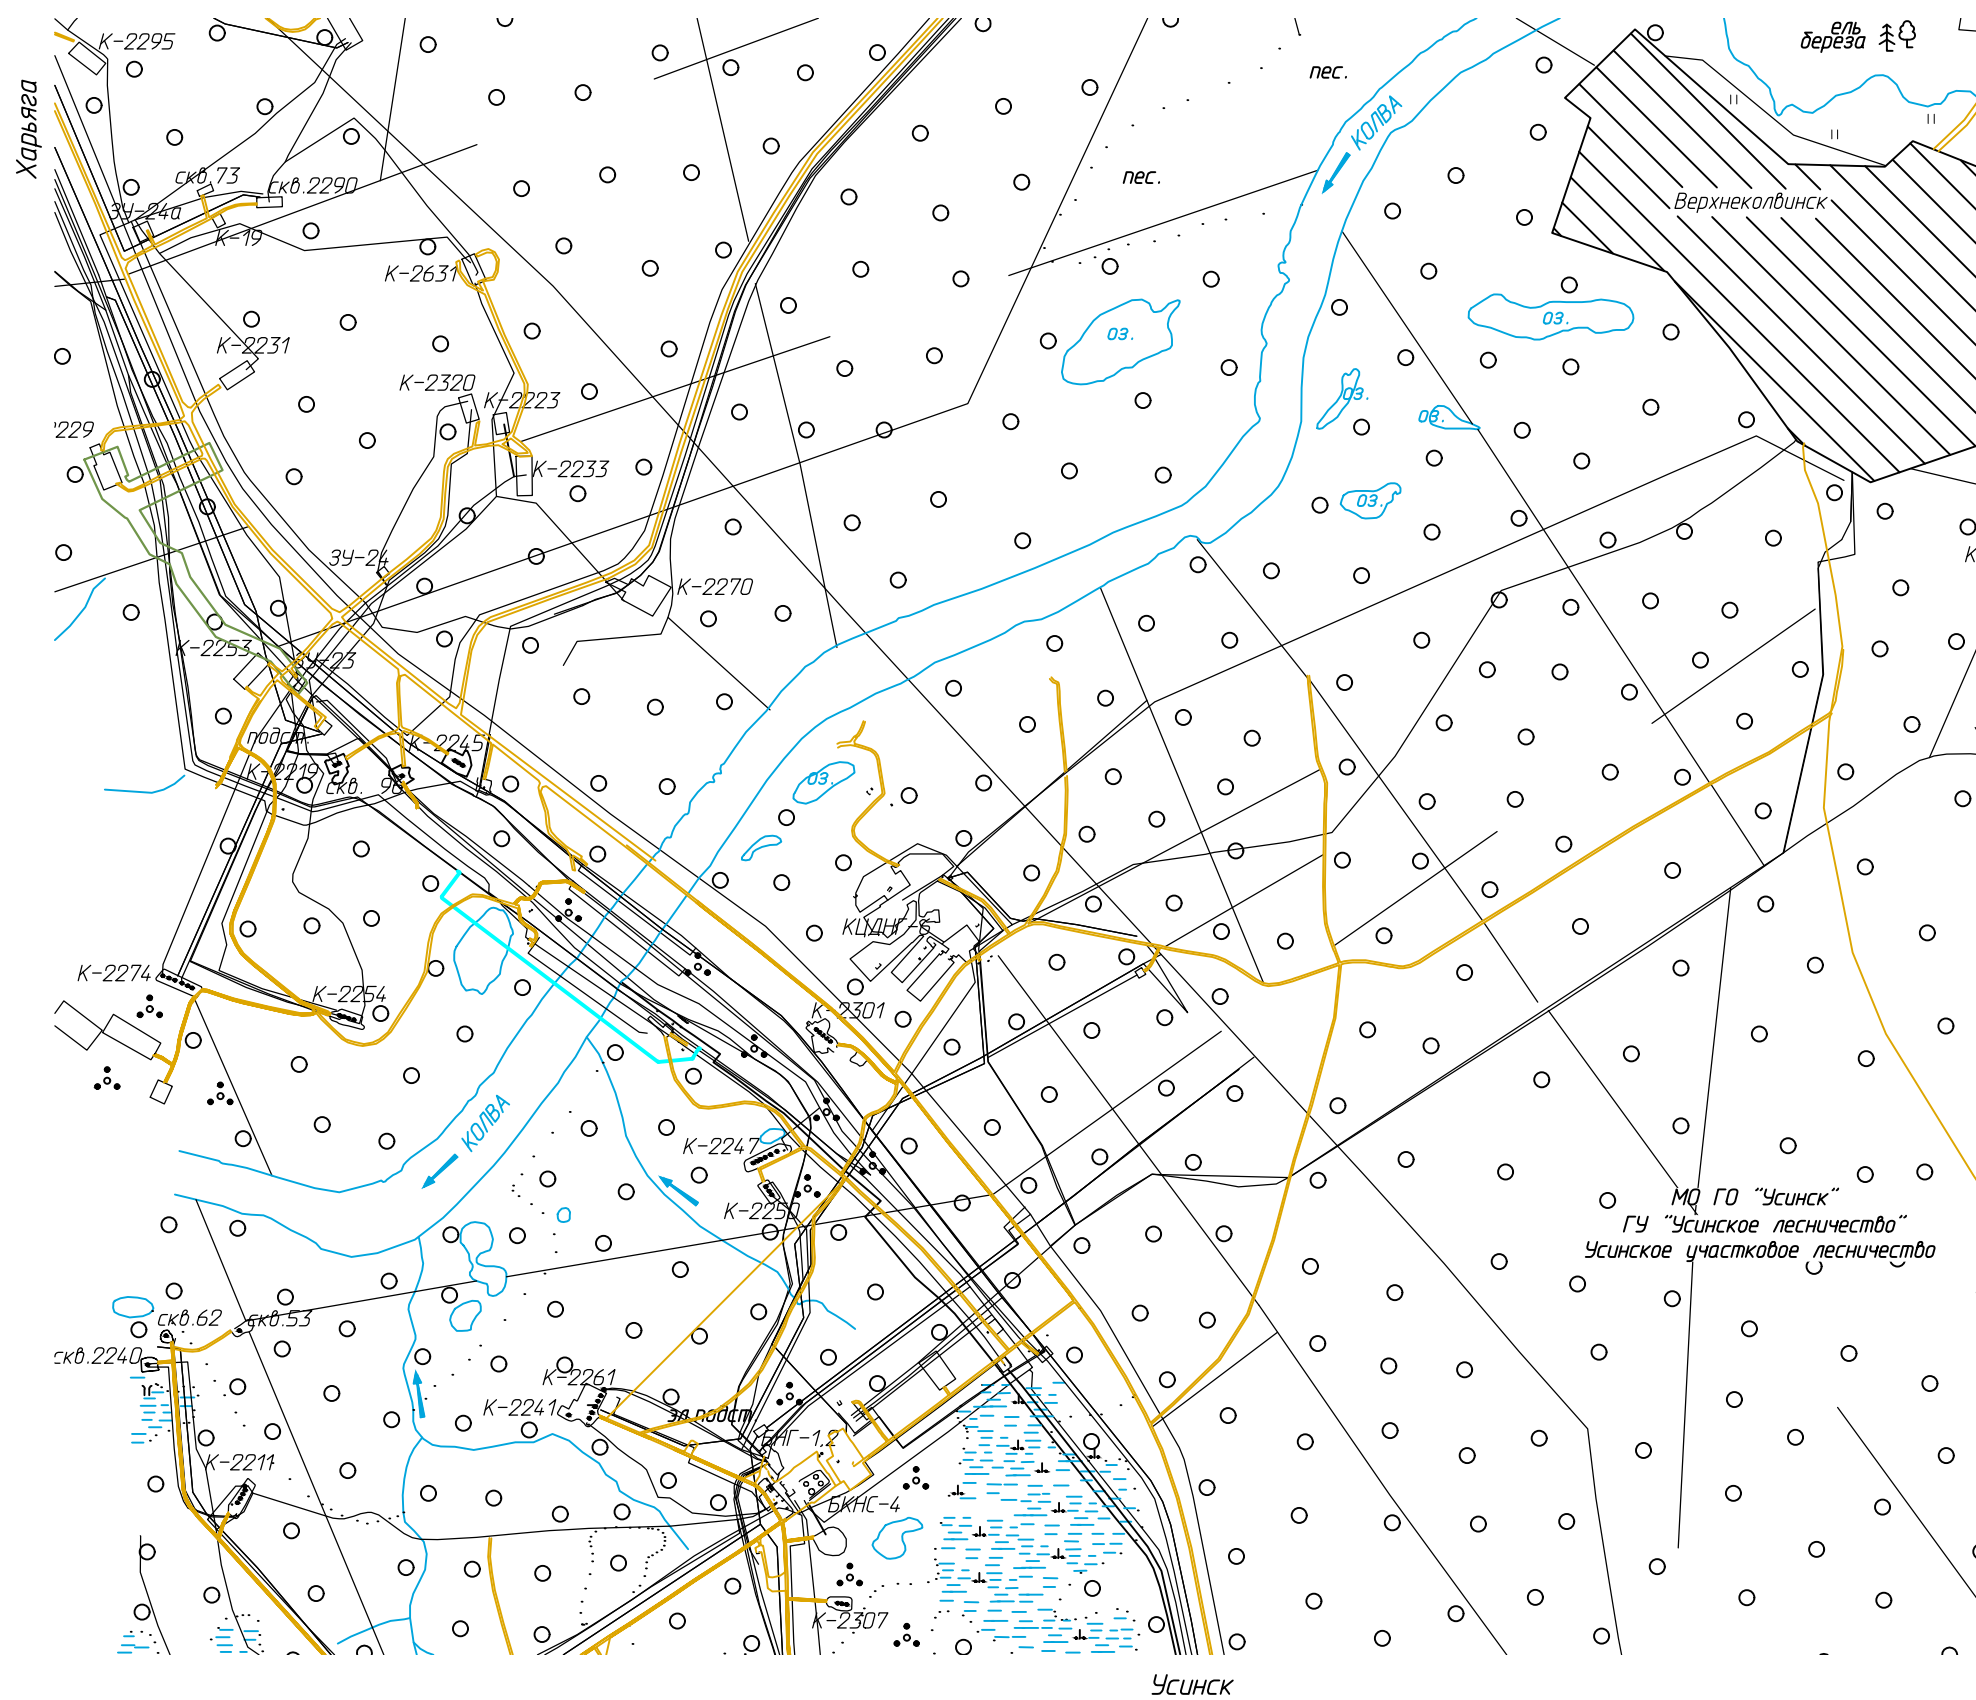 ель
береза
К-2295
пес.
Харьяга
КОЛВА
скв.73
скв.2290
пес.
ЗУ-24а
Верхнеколвинск
К-19
К-2631
оз.
оз.
К-2231
К-2320
К-2223
оз.
оз.
229
К-2233
оз.
ЗУ-24
К
К-2270
К-2253
ЗУ-23
подст.
К-2245
К-2219
скв. 96
оз.
КЦДНГ-6
К-2274
К-2254
К-2301
КОЛВА
К-2247
К-2250
МО ГО "Усинск"
ГУ "Усинское лесничество"
Усинское участковое лесничество
скв.62
скв.53
скв.2240
К-2261
К-2241
эл.подст.
БНГ-1,2
К-2211
БКНС-4
К-2307
Усинск